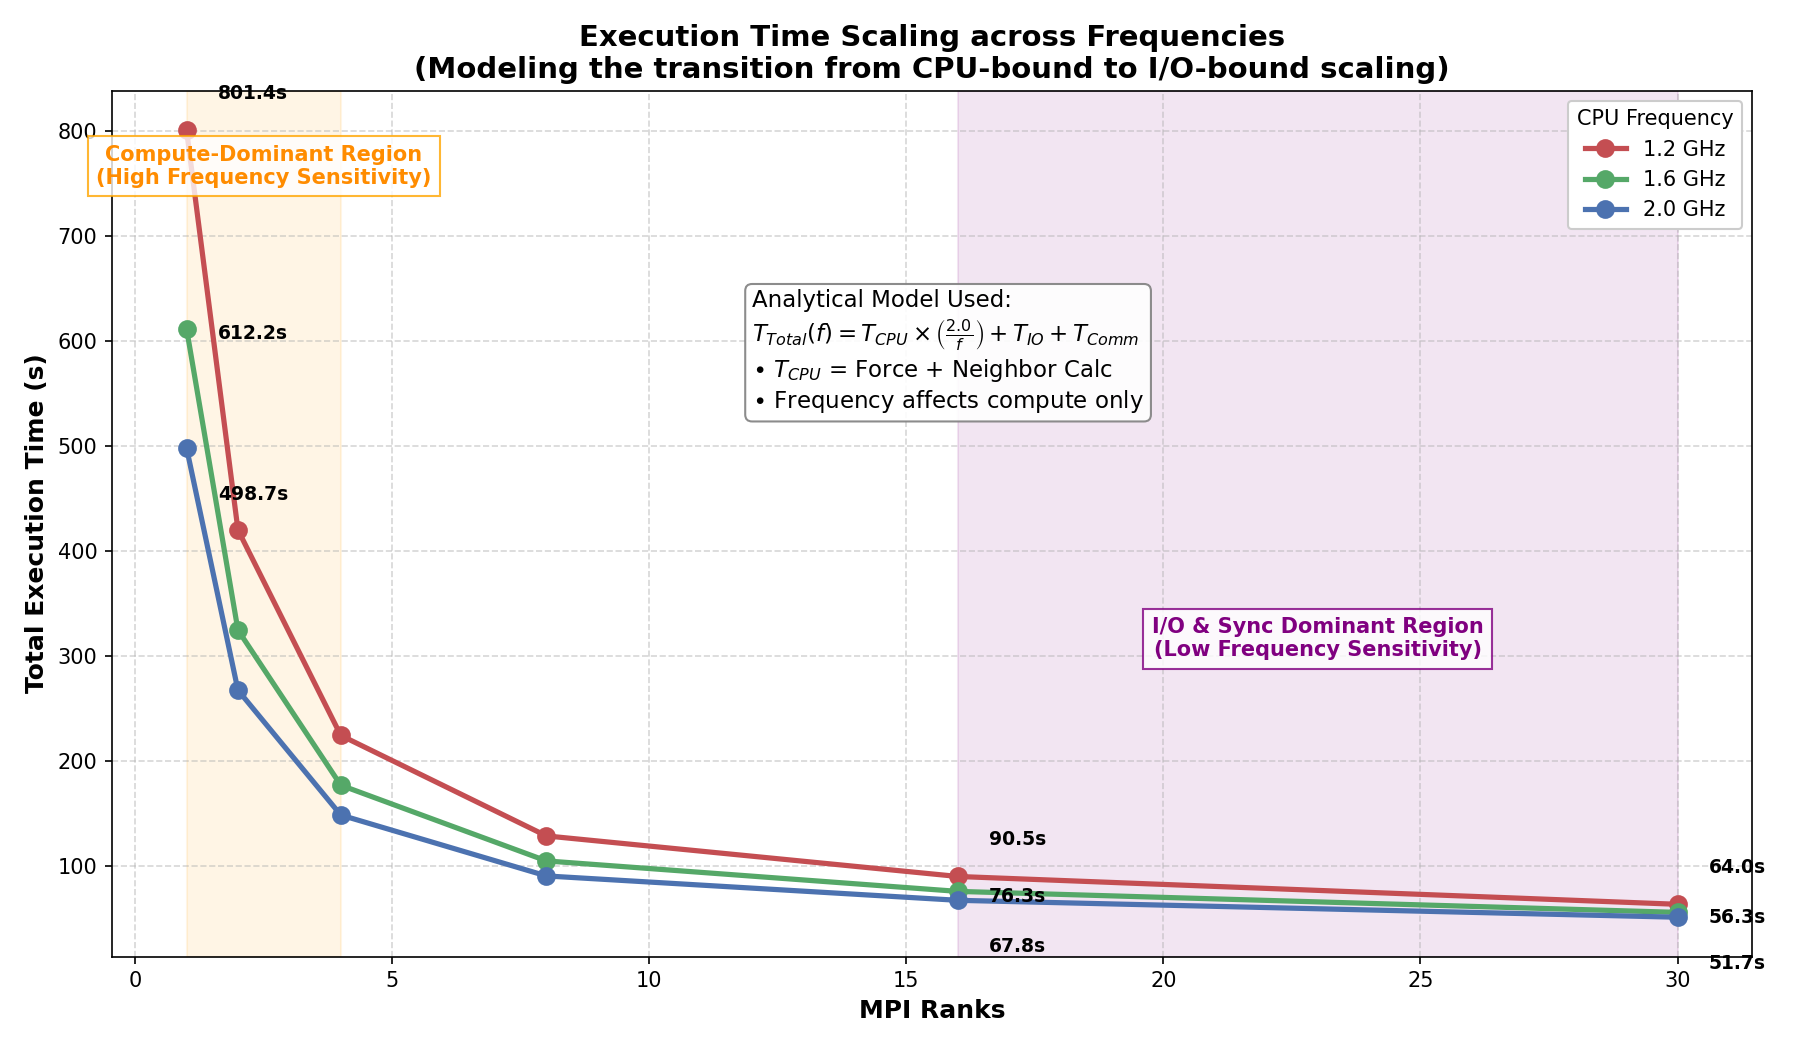 Execution Time Scaling across Frequencies
(Modeling the transition from CPU-bound to I/O-bound scaling)
801.4s
Compute-Dominant Region
(High Frequency Sensitivity)
CPU Frequency
1.2 GHz
1.6 GHz
2.0 GHz
Analytical Model Used:
T_{Total}(f) = T_{CPU} × (\frac{2.0}{f}) + T_{IO} + T_{Comm}
• T_{CPU} = Force + Neighbor Calc
• Frequency affects compute only
612.2s
498.7s
I/O & Sync Dominant Region
(Low Frequency Sensitivity)
90.5s
76.3s
67.8s
64.0s
56.3s
51.7s
Total Execution Time (s)
800
700
600
500
400
300
200
100
0 5 10 15 20 25 30
MPI Ranks